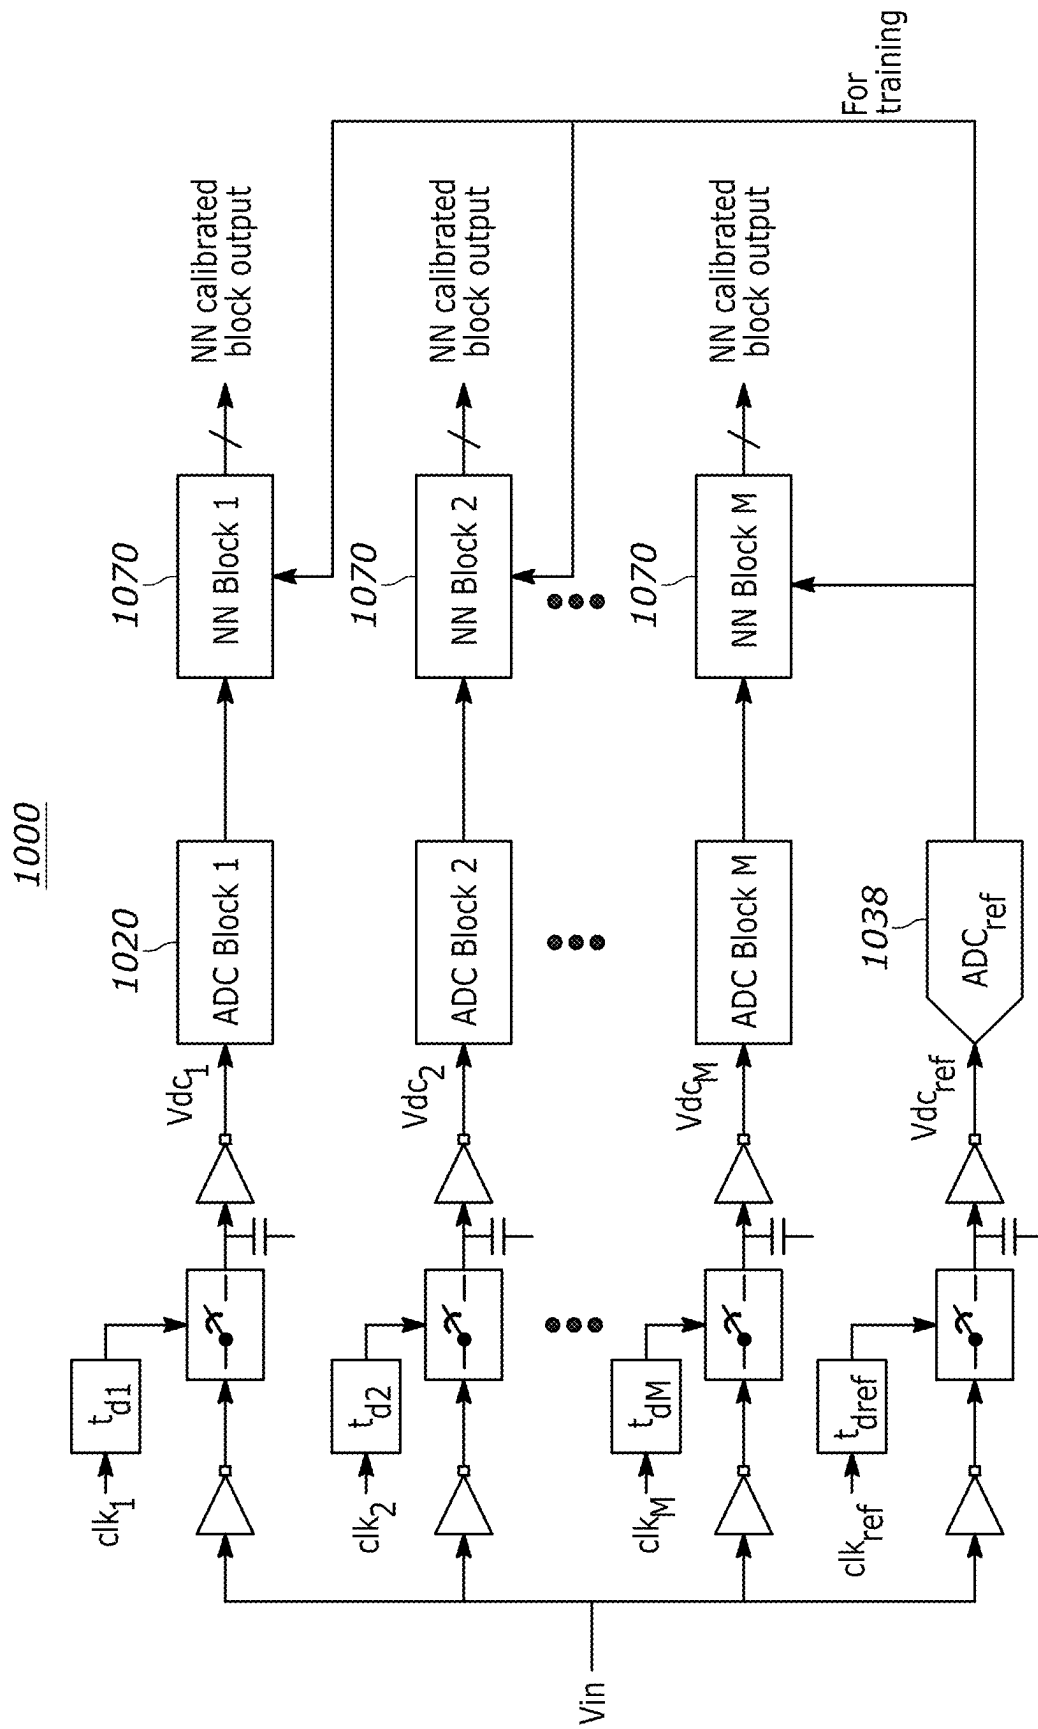 1000
Vin
clk1
td1
Vdc1
1020
ADC Block 1
1070
NN Block 1
NN calibrated
block output
clk2
td2
Vdc2
ADC Block 2
1070
NN Block 2
NN calibrated
block output
clkM
tdM
VdcM
ADC Block M
1070
NN Block M
NN calibrated
block output
clkref
tdref
Vdcref
1038
ADCref
For
training